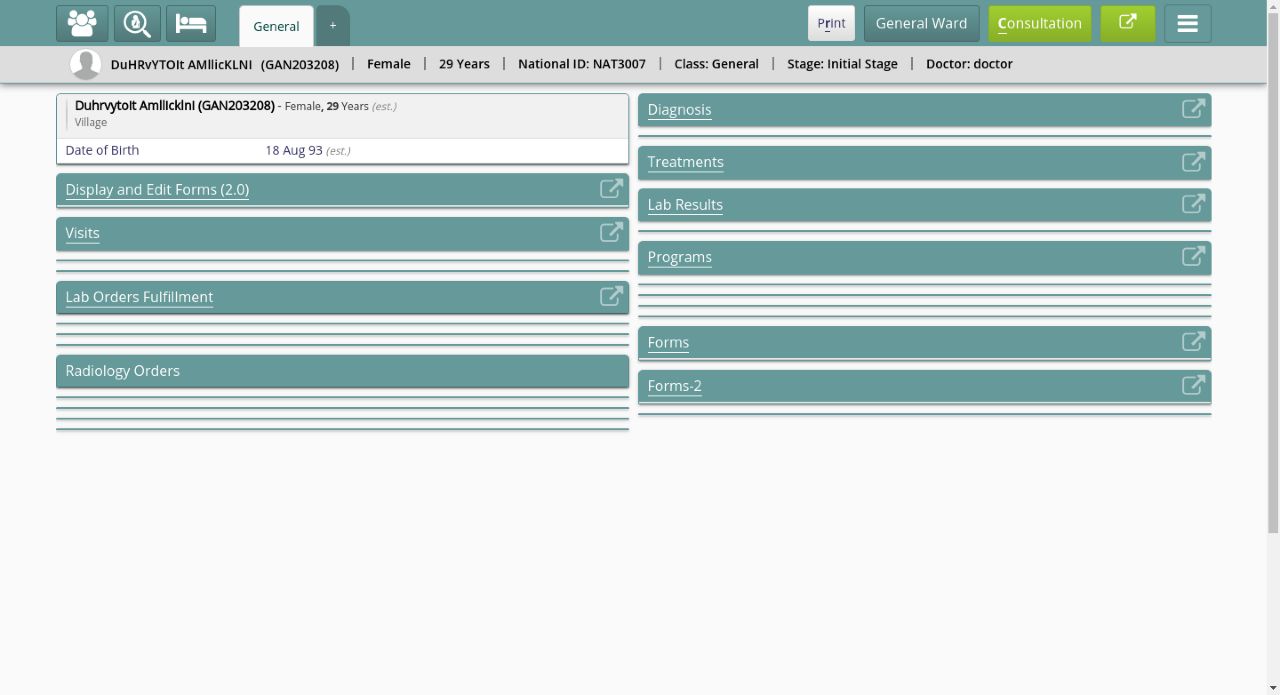 General
+
Print
General Ward
Consultation
DuHRvYTOIt AMIlicKLNI (GAN203208) | Female | 29 Years | National ID: NAT3007 | Class: General | Stage: Initial Stage | Doctor: doctor
DuhrvytoIt AmlIickInI (GAN203208) - Female, 29 Years (est.)
Village
Date of Birth 18 Aug 93 (est.)
Display and Edit Forms (2.0)
Visits
Lab Orders Fulfillment
Radiology Orders
Diagnosis
Treatments
Lab Results
Programs
Forms
Forms-2